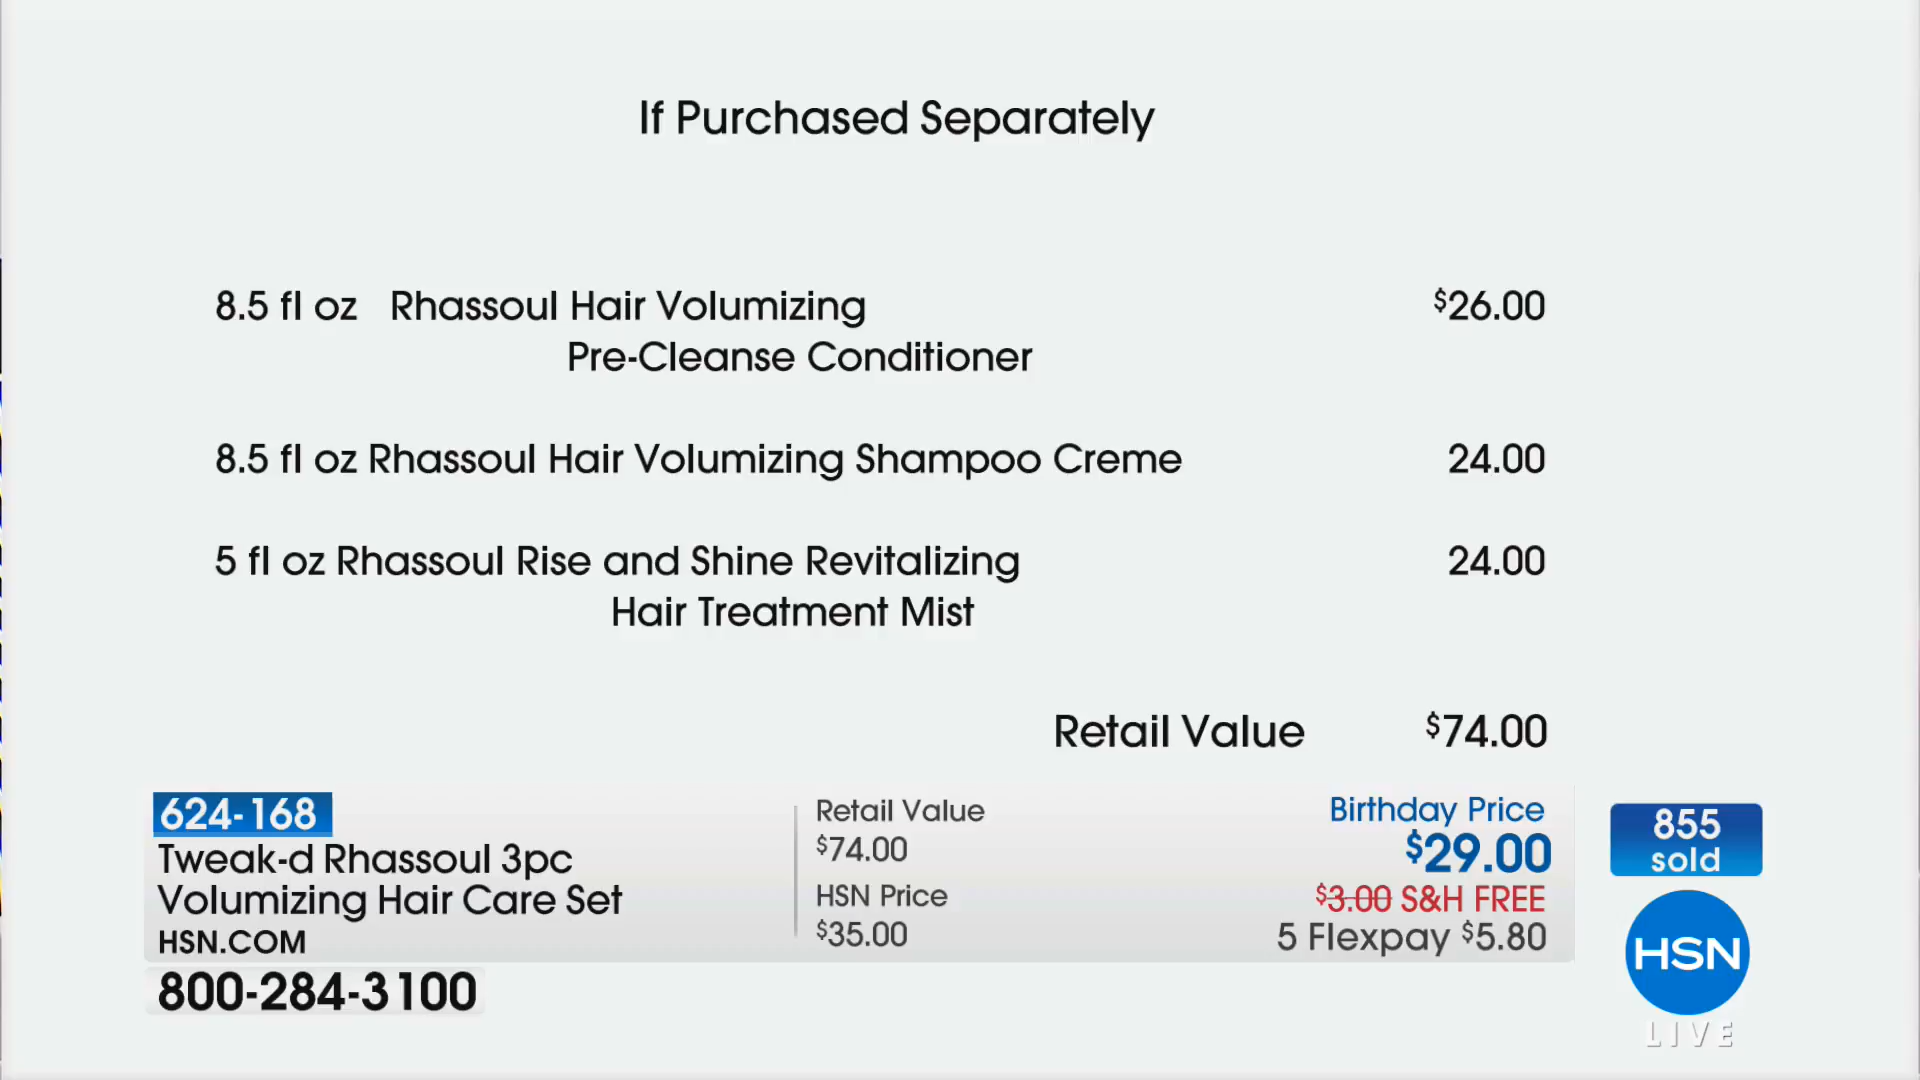 If Purchased Separately
8.5 fl oz Rhassoul Hair Volumizing $26.00
Pre-Cleanse Conditioner
8.5 fl oz Rhassoul Hair Volumizing Shampoo Creme 24.00
5 fl oz Rhassoul Rise and Shine Revitalizing 24.00
Hair Treatment Mist
Retail Value $74.00
624-168
Tweak-d Rhassoul 3pc
Volumizing Hair Care Set
HSN.COM
800-284-3100
Retail Value
$74.00
HSN Price
$35.00
Birthday Price
$29.00
$3.00 S&H FREE
5 Flexpay $5.80
855
sold
HSN
LIVE